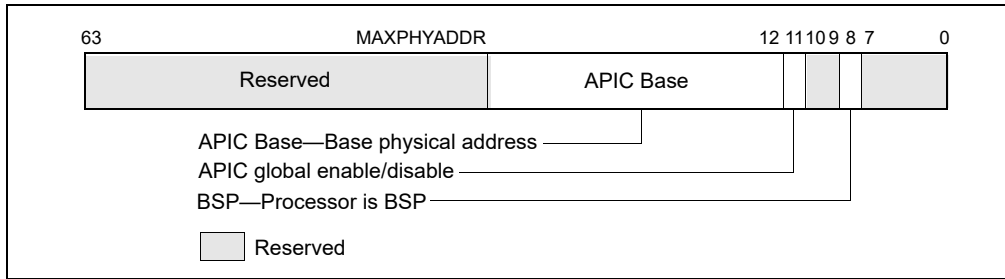 63 MAXPHYADDR 12 11 10 9 8 7 0
Reserved APIC Base
APIC Base—Base physical address
APIC global enable/disable
BSP—Processor is BSP
Reserved